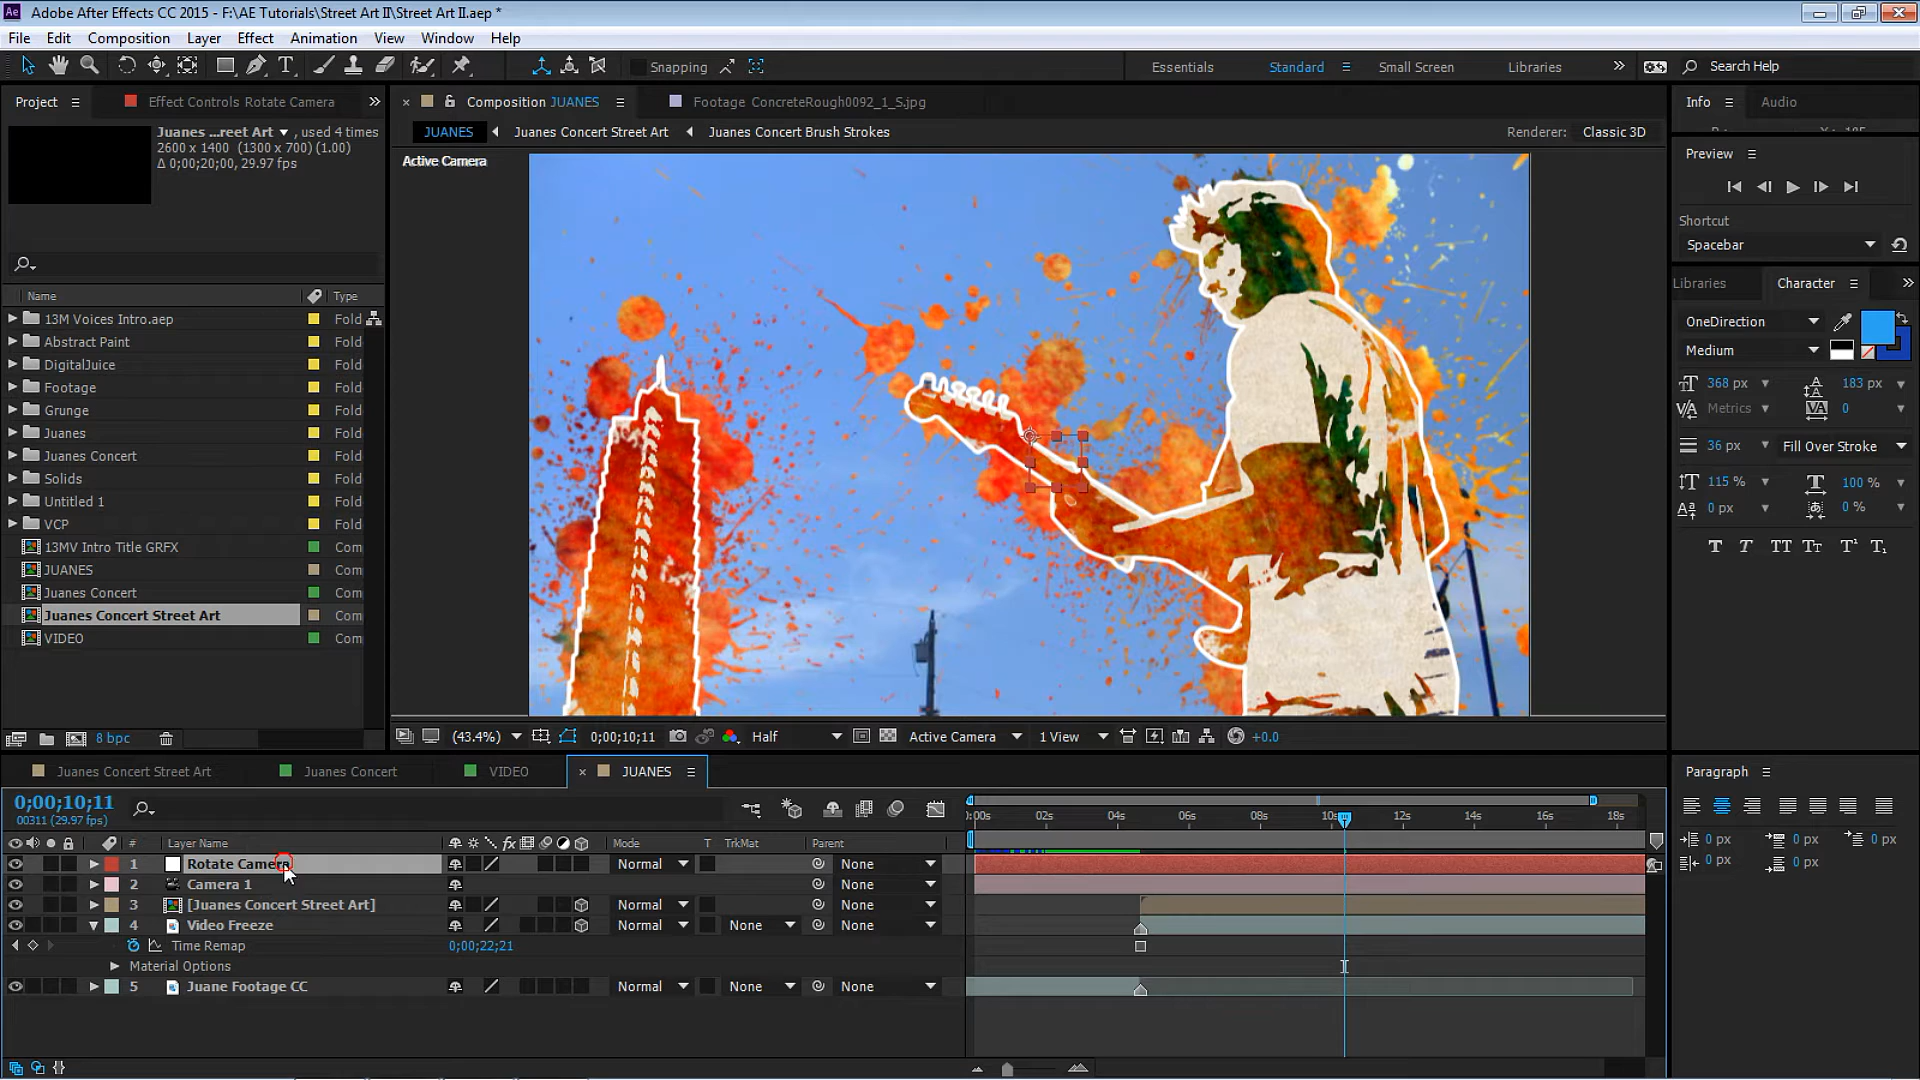 Adobe After Effects CC 2015 - F:\AE Tutorials\Street Art II\Street Art II.aep *
File Edit Composition Layer Effect Animation View Window Help
Snapping Essentials Standard Small Screen Libraries Search Help
Project Effect Controls Rotate Camera
Composition JUANES Footage ConcreteRough0092_1_S.jpg
Info Audio
Juanes ...reet Art , used 4 times
2600 x 1400 (1300 x 700) (1.00)
Δ 0;00;20;00, 29.97 fps
JUANES Juanes Concert Street Art Juanes Concert Brush Strokes Renderer: Classic 3D
Active Camera
Preview
Shortcut
Spacebar
Libraries Character
OneDirection
Medium
368 px 183 px
Metrics 0
36 px Fill Over Stroke
115 % 100 %
0 px 0 %
T T TT Tt T¹ T₁
Name Type
13M Voices Intro.aep Fold
Abstract Paint Fold
DigitalJuice Fold
Footage Fold
Grunge Fold
Juanes Fold
Juanes Concert Fold
Solids Fold
Untitled 1 Fold
VCP Fold
13MV Intro Title GRFX Com
JUANES Com
Juanes Concert Com
Juanes Concert Street Art Com
VIDEO Com
8 bpc
(43.4%) 0;00;10;11 Half Active Camera 1 View +0.0
Juanes Concert Street Art Juanes Concert VIDEO JUANES
Paragraph
0 px 0 px 0 px
0 px 0 px
0;00;10;11
00311 (29.97 fps)
:00s 02s 04s 06s 08s 10s 12s 14s 16s 18s
# Layer Name fx Mode T TrkMat Parent
1 Rotate Camera Normal None
2 Camera 1 None
3 [Juanes Concert Street Art] Normal None
4 Video Freeze Normal None None
Time Remap 0;00;22;21
Material Options
5 Juane Footage CC Normal None None